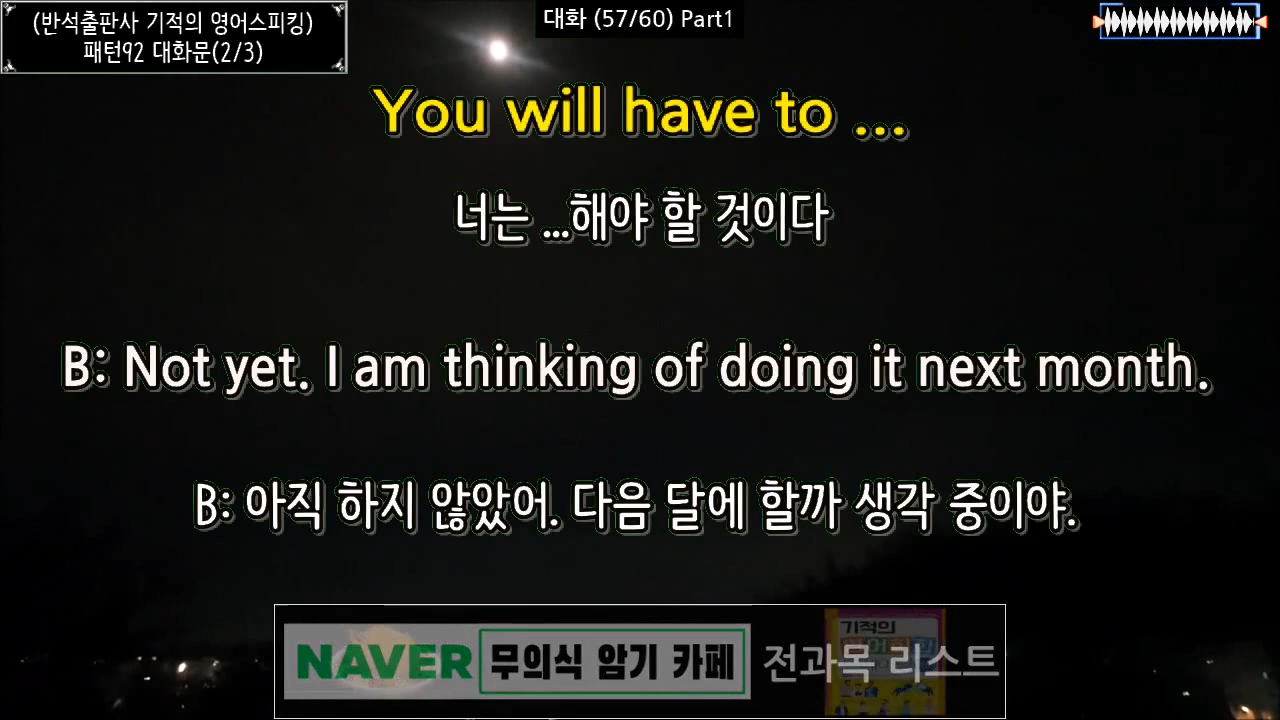 (반석출판사 기적의 영어스피킹)
패턴92 대화문(2/3)
대화 (57/60) Part1
You will have to ...
너는 ...해야 할 것이다
B: Not yet. I am thinking of doing it next month.
B: 아직 하지 않았어. 다음 달에 할까 생각 중이야.
NAVER 무의식 암기 카페 전과목 리스트
기적의